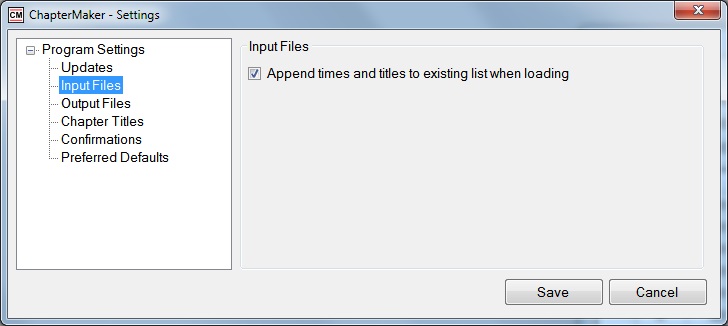 CM ChapterMaker - Settings
Program Settings
Updates
Input Files
Output Files
Chapter Titles
Confirmations
Preferred Defaults
Input Files
Append times and titles to existing list when loading
Save
Cancel